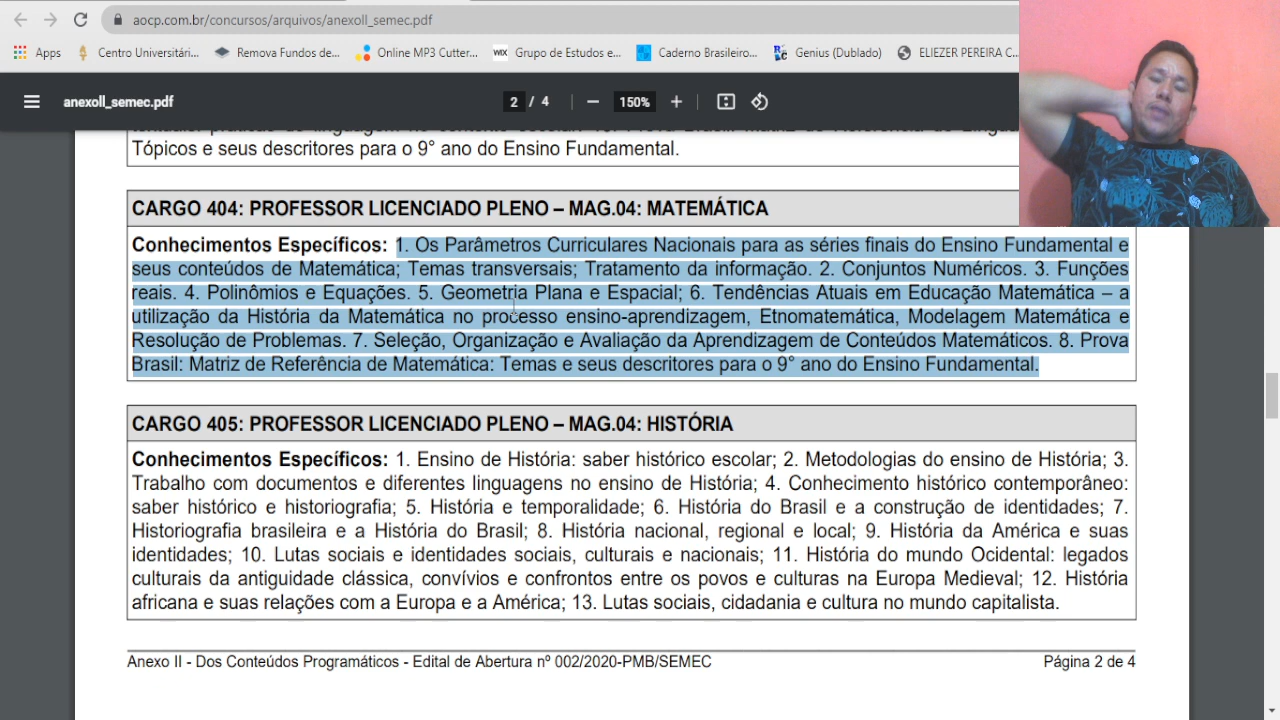 aocp.com.br/concursos/arquivos/anexoll_semec.pdf
Apps Centro Universitári... Remova Fundos de... Online MP3 Cutter... WIX Grupo de Estudos e... Caderno Brasileiro... Genius (Dublado) ELIEZER PEREIRA C...
anexoll_semec.pdf 2 / 4 150%
Tópicos e seus descritores para o 9° ano do Ensino Fundamental.
CARGO 404: PROFESSOR LICENCIADO PLENO – MAG.04: MATEMÁTICA
Conhecimentos Específicos: 1. Os Parâmetros Curriculares Nacionais para as séries finais do Ensino Fundamental e
seus conteúdos de Matemática; Temas transversais; Tratamento da informação. 2. Conjuntos Numéricos. 3. Funções
reais. 4. Polinômios e Equações. 5. Geometria Plana e Espacial; 6. Tendências Atuais em Educação Matemática – a
utilização da História da Matemática no processo ensino-aprendizagem, Etnomatemática, Modelagem Matemática e
Resolução de Problemas. 7. Seleção, Organização e Avaliação da Aprendizagem de Conteúdos Matemáticos. 8. Prova
Brasil: Matriz de Referência de Matemática: Temas e seus descritores para o 9° ano do Ensino Fundamental.
CARGO 405: PROFESSOR LICENCIADO PLENO – MAG.04: HISTÓRIA
Conhecimentos Específicos: 1. Ensino de História: saber histórico escolar; 2. Metodologias do ensino de História; 3.
Trabalho com documentos e diferentes linguagens no ensino de História; 4. Conhecimento histórico contemporâneo:
saber histórico e historiografia; 5. História e temporalidade; 6. História do Brasil e a construção de identidades; 7.
Historiografia brasileira e a História do Brasil; 8. História nacional, regional e local; 9. História da América e suas
identidades; 10. Lutas sociais e identidades sociais, culturais e nacionais; 11. História do mundo Ocidental: legados
culturais da antiguidade clássica, convívios e confrontos entre os povos e culturas na Europa Medieval; 12. História
africana e suas relações com a Europa e a América; 13. Lutas sociais, cidadania e cultura no mundo capitalista.
Anexo II - Dos Conteúdos Programáticos - Edital de Abertura nº 002/2020-PMB/SEMEC Página 2 de 4